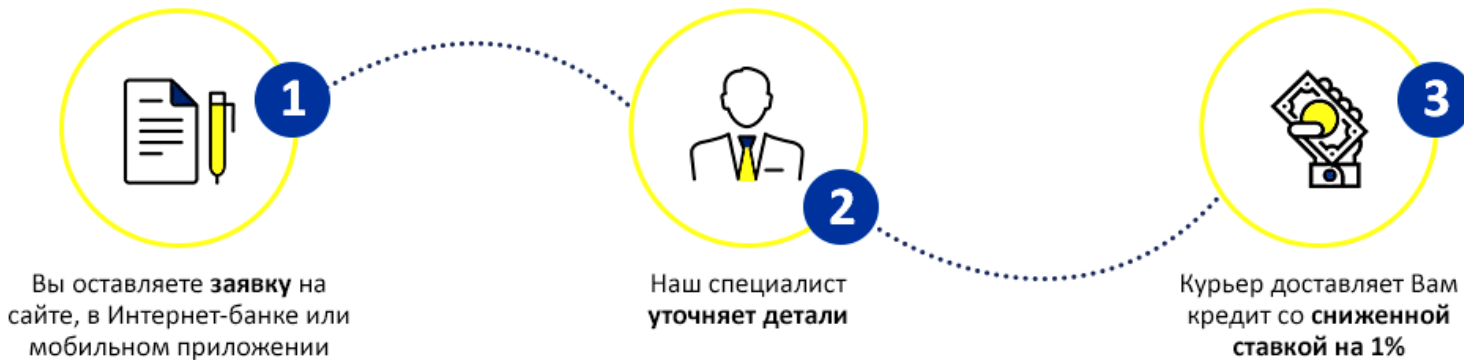 1
Вы оставляете заявку на
сайте, в Интернет-банке или
мобильном приложении
2
Наш специалист
уточняет детали
3
Курьер доставляет Вам
кредит со сниженной
ставкой на 1%